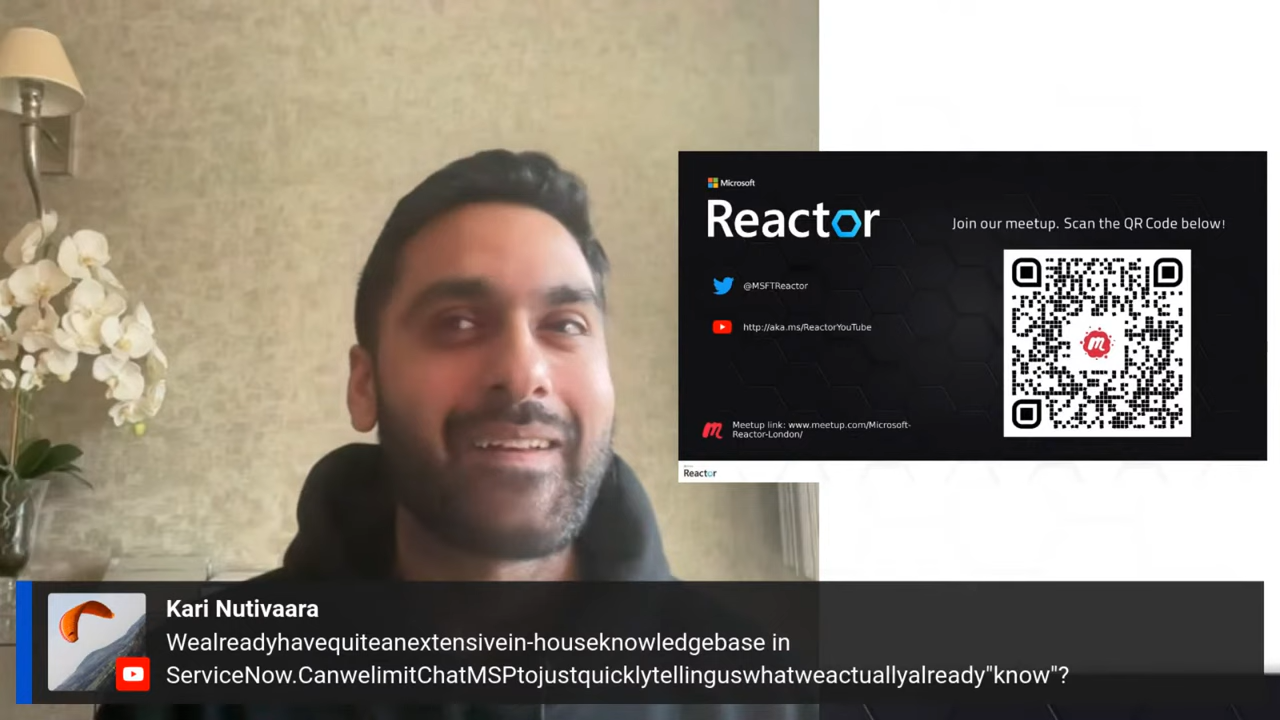 Microsoft
Reactor
Join our meetup. Scan the QR Code below!
@MSFTReactor
http://aka.ms/ReactorYouTube
Meetup link: www.meetup.com/Microsoft-
Reactor-London/
Reactor
Kari Nutivaara
Wealreadyhavequiteanextensivein-houseknowledgebase in
ServiceNow.CanwelimitChatMSPtojustquicklytellinguswhatweactuallyalready"know"?